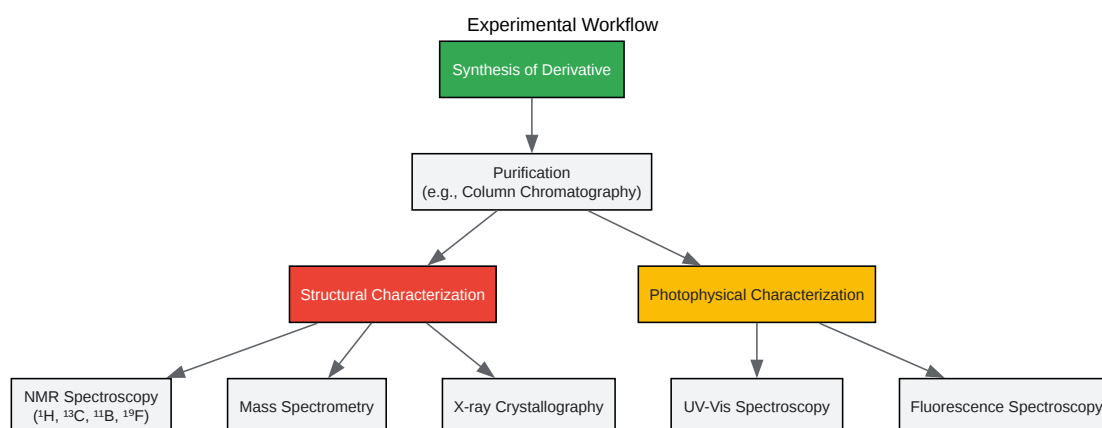 Experimental Workflow
Synthesis of Derivative
Purification
(e.g., Column Chromatography)
Structural Characterization
Photophysical Characterization
NMR Spectroscopy
(¹H, ¹³C, ¹¹B, ¹⁹F)
Mass Spectrometry
X-ray Crystallography
UV-Vis Spectroscopy
Fluorescence Spectroscopy